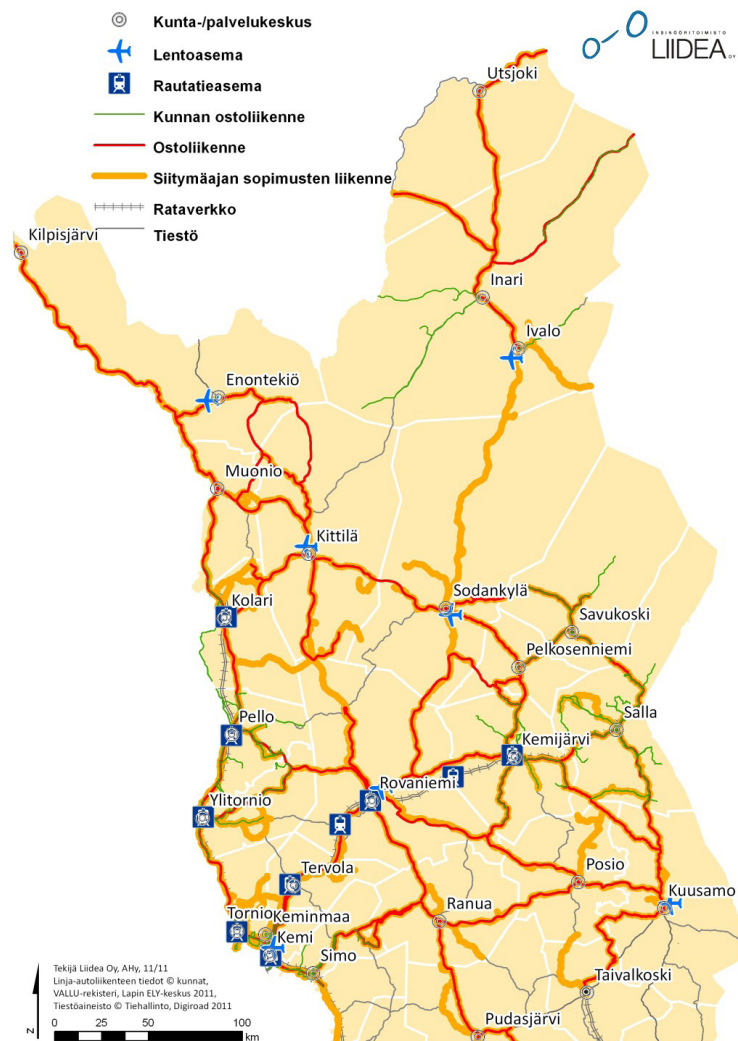 Kunta-/palvelukeskus
Lentoasema
Rautatieasema
Kunnan ostoliikenne
Ostoliikenne
Siitymäajan sopimusten liikenne
Rataverkko
Tiestö
INSINÖÖRITOIMISTO
LIIDEA OY
Utsjoki
Kilpisjärvi
Inari
Ivalo
Enontekiö
Muonio
Kittilä
Sodankylä
Kolari
Savukoski
Pelkosenniemi
Salla
Pello
Kemijärvi
Rovaniemi
Ylitornio
Tervola
Posio
Kuusamo
Ranua
Tornio
Keminmaa
Kemi
Simo
Taivalkoski
Pudasjärvi
Tekijä Liidea Oy, AHy, 11/11
Linja-autoliikenteen tiedot © kunnat,
VALLU-rekisteri, Lapin ELY-keskus 2011,
Tiestöaineisto © Tiehallinto, Digiroad 2011
0 25 50 100
km
N